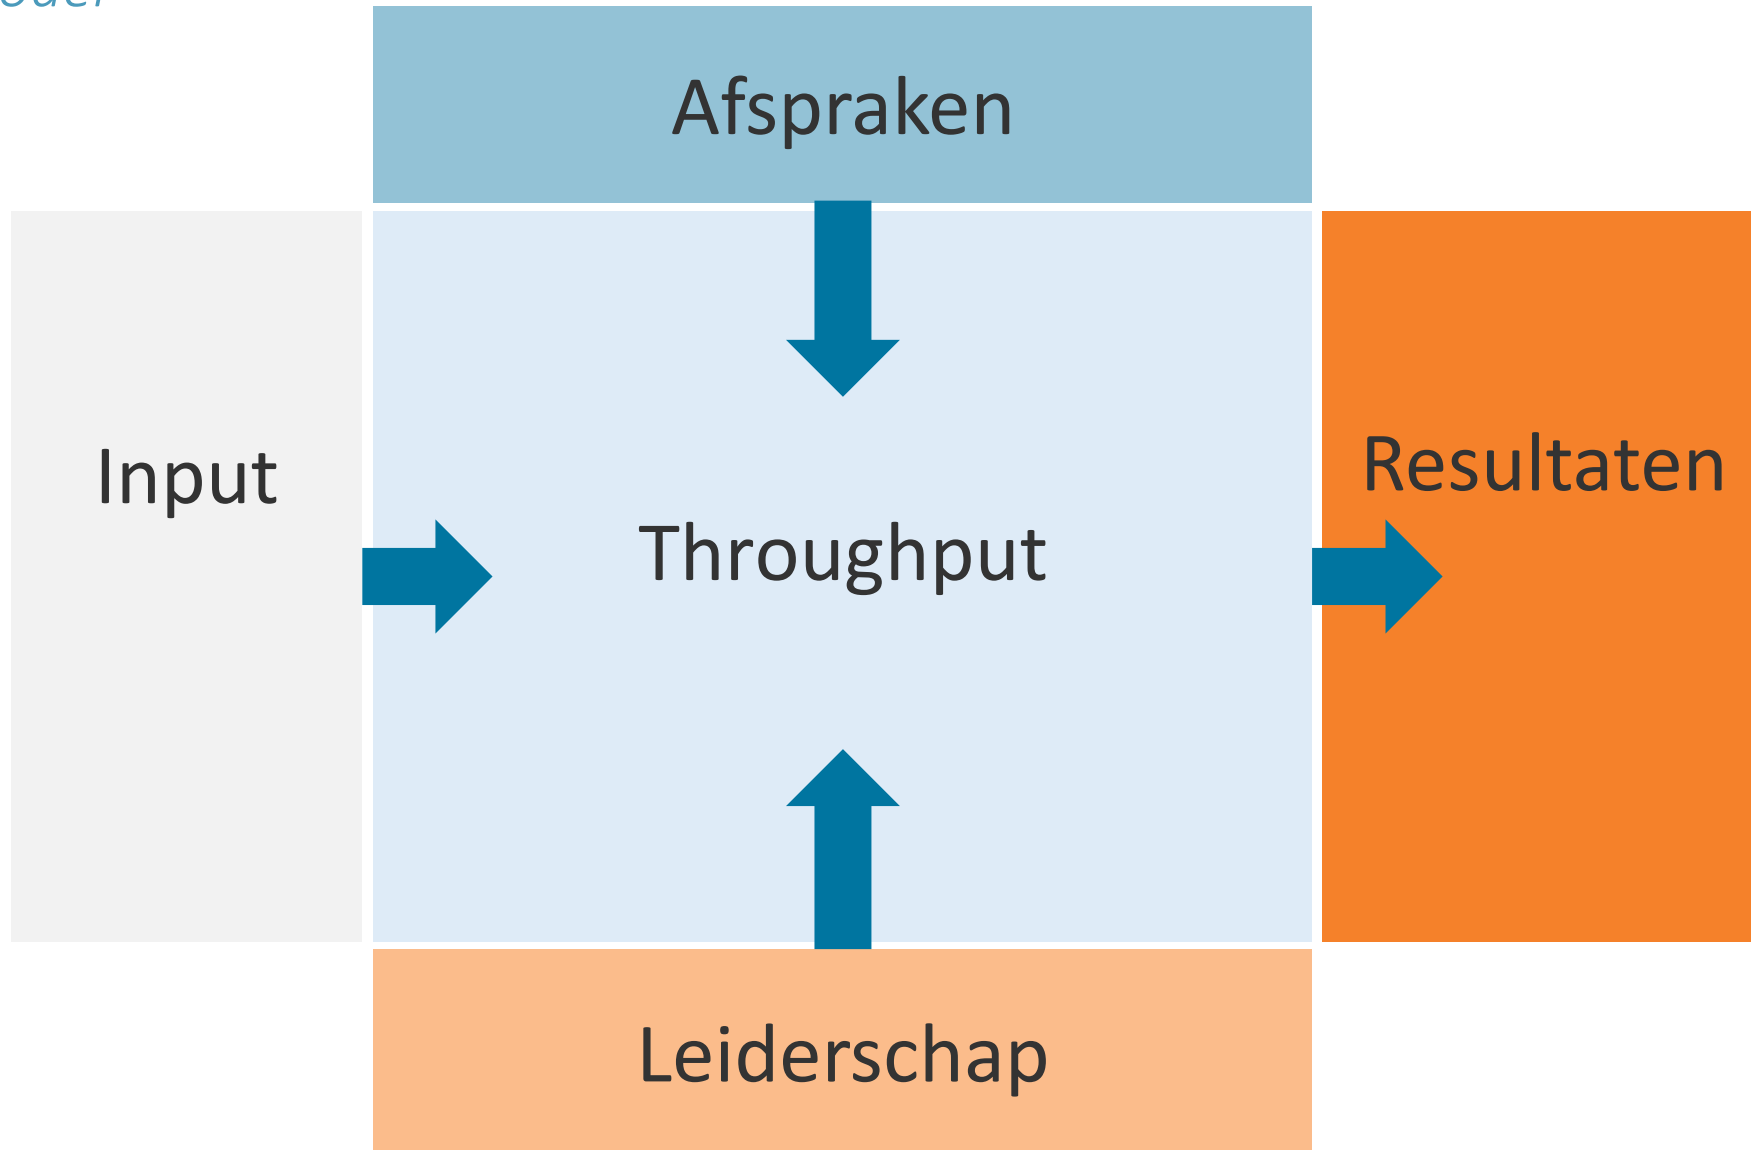 Afspraken
Input
Throughput
Resultaten
Leiderschap